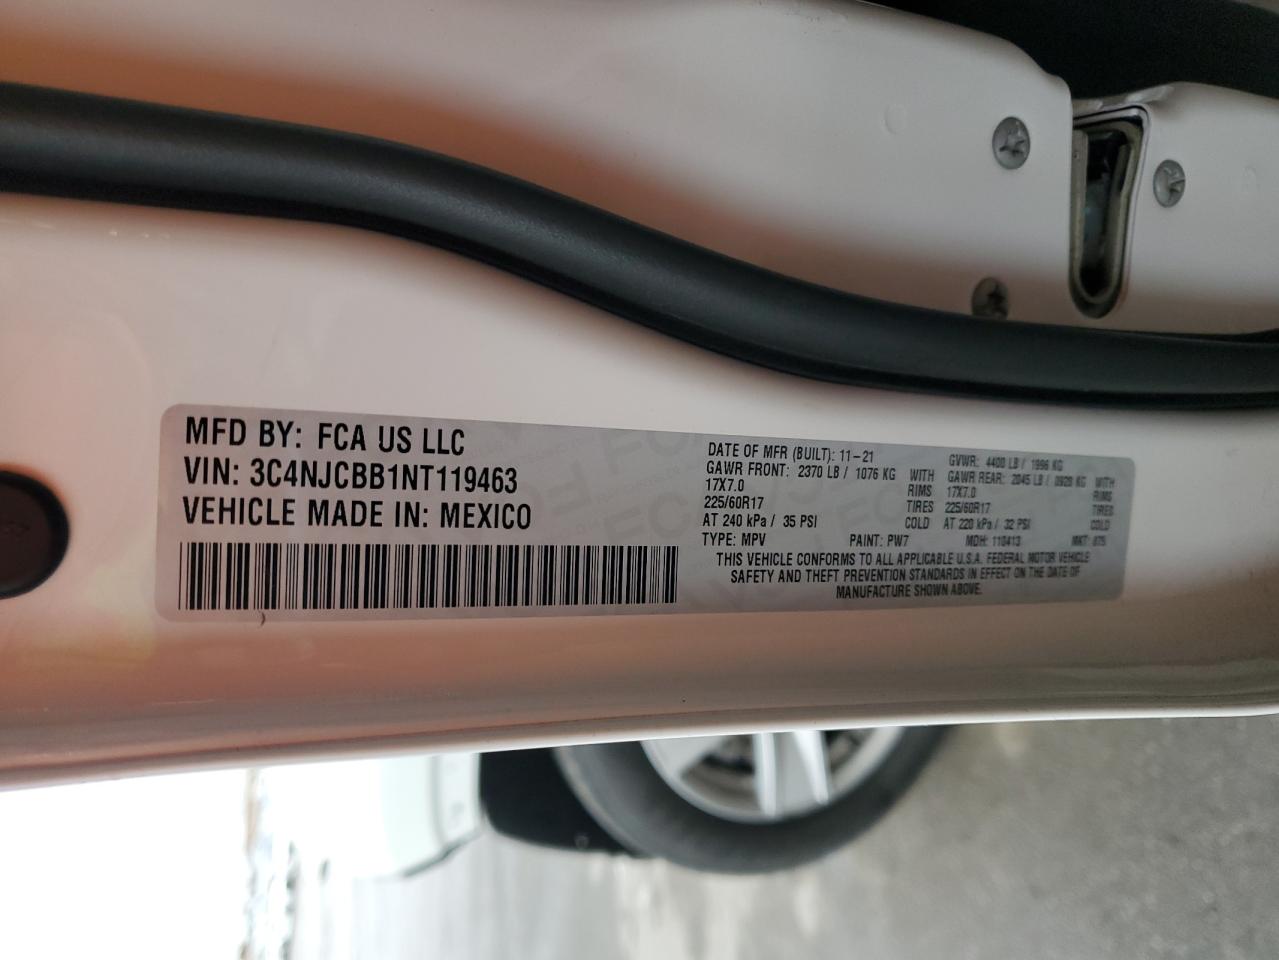 MFD BY: FCA US LLC
VIN: 3C4NJCBB1NT119463
VEHICLE MADE IN: MEXICO
DATE OF MFR (BUILT): 11-21 GVWR: 4400 LB / 1996 KG
GAWR FRONT: 2370 LB / 1076 KG WITH GAWR REAR: 2045 LB / 0928 KG WITH
17X7.0 RIMS 17X7.0 RIMS
225/60R17 TIRES 225/60R17 TIRES
AT 240 kPa / 35 PSI COLD AT 220 kPa / 32 PSI COLD
TYPE: MPV PAINT: PW7 MDH: 110413 MKT: 875
THIS VEHICLE CONFORMS TO ALL APPLICABLE U.S.A. FEDERAL MOTOR VEHICLE
SAFETY AND THEFT PREVENTION STANDARDS IN EFFECT ON THE DATE OF
MANUFACTURE SHOWN ABOVE.